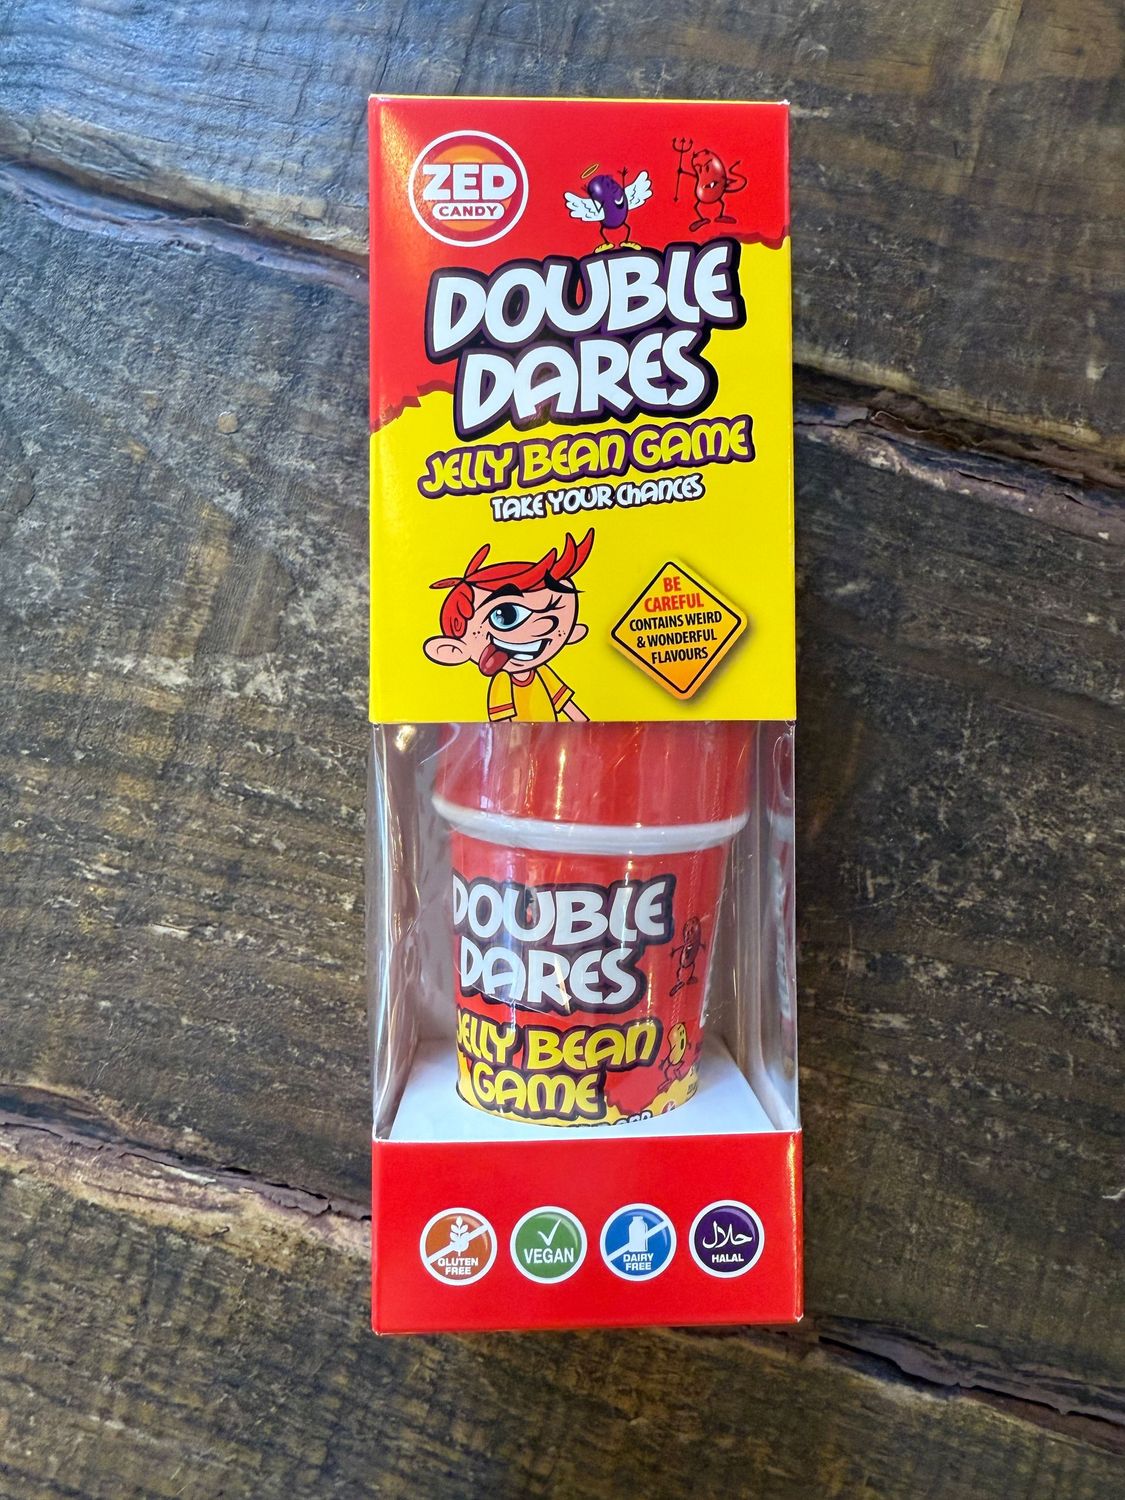 ZED
CANDY
DOUBLE
DARES
JELLY BEAN GAME
TAKE YOUR CHANCES
BE
CAREFUL
CONTAINS WEIRD
& WONDERFUL
FLAVOURS
DOUBLE
DARES
JELLY BEAN
GAME
GLUTEN
FREE
VEGAN
DAIRY
FREE
حلال
HALAL